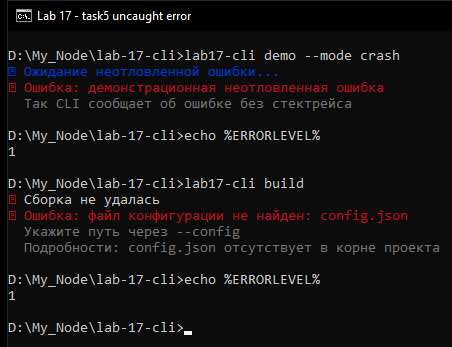 Lab 17 - task5 uncaught error
D:\My_Node\lab-17-cli>lab17-cli demo --mode crash
Ожидание неотловленной ошибки...
Ошибка: демонстрационная неотловленная ошибка
Так CLI сообщает об ошибке без стектрейса
D:\My_Node\lab-17-cli>echo %ERRORLEVEL%
1
D:\My_Node\lab-17-cli>lab17-cli build
Сборка не удалась
Ошибка: файл конфигурации не найден: config.json
Укажите путь через --config
Подробности: config.json отсутствует в корне проекта
D:\My_Node\lab-17-cli>echo %ERRORLEVEL%
1
D:\My_Node\lab-17-cli>